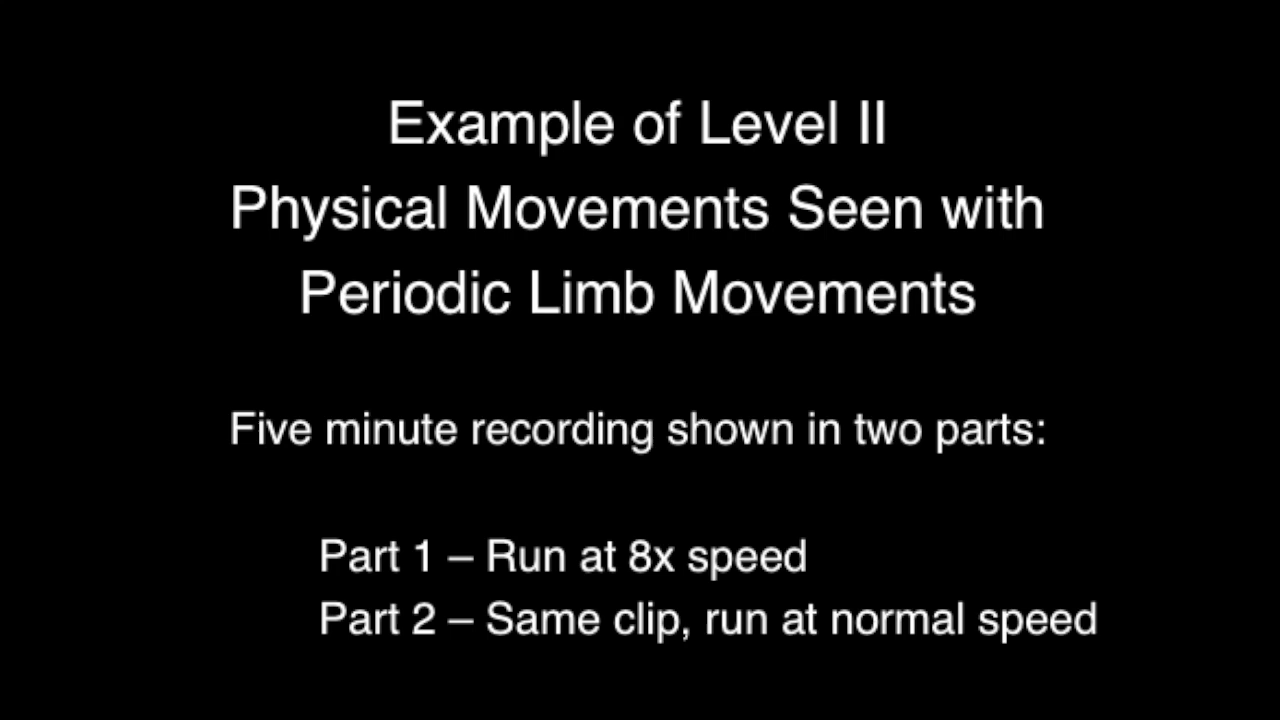 Example of Level II
Physical Movements Seen with
Periodic Limb Movements
Five minute recording shown in two parts:
Part 1 – Run at 8x speed
Part 2 – Same clip, run at normal speed